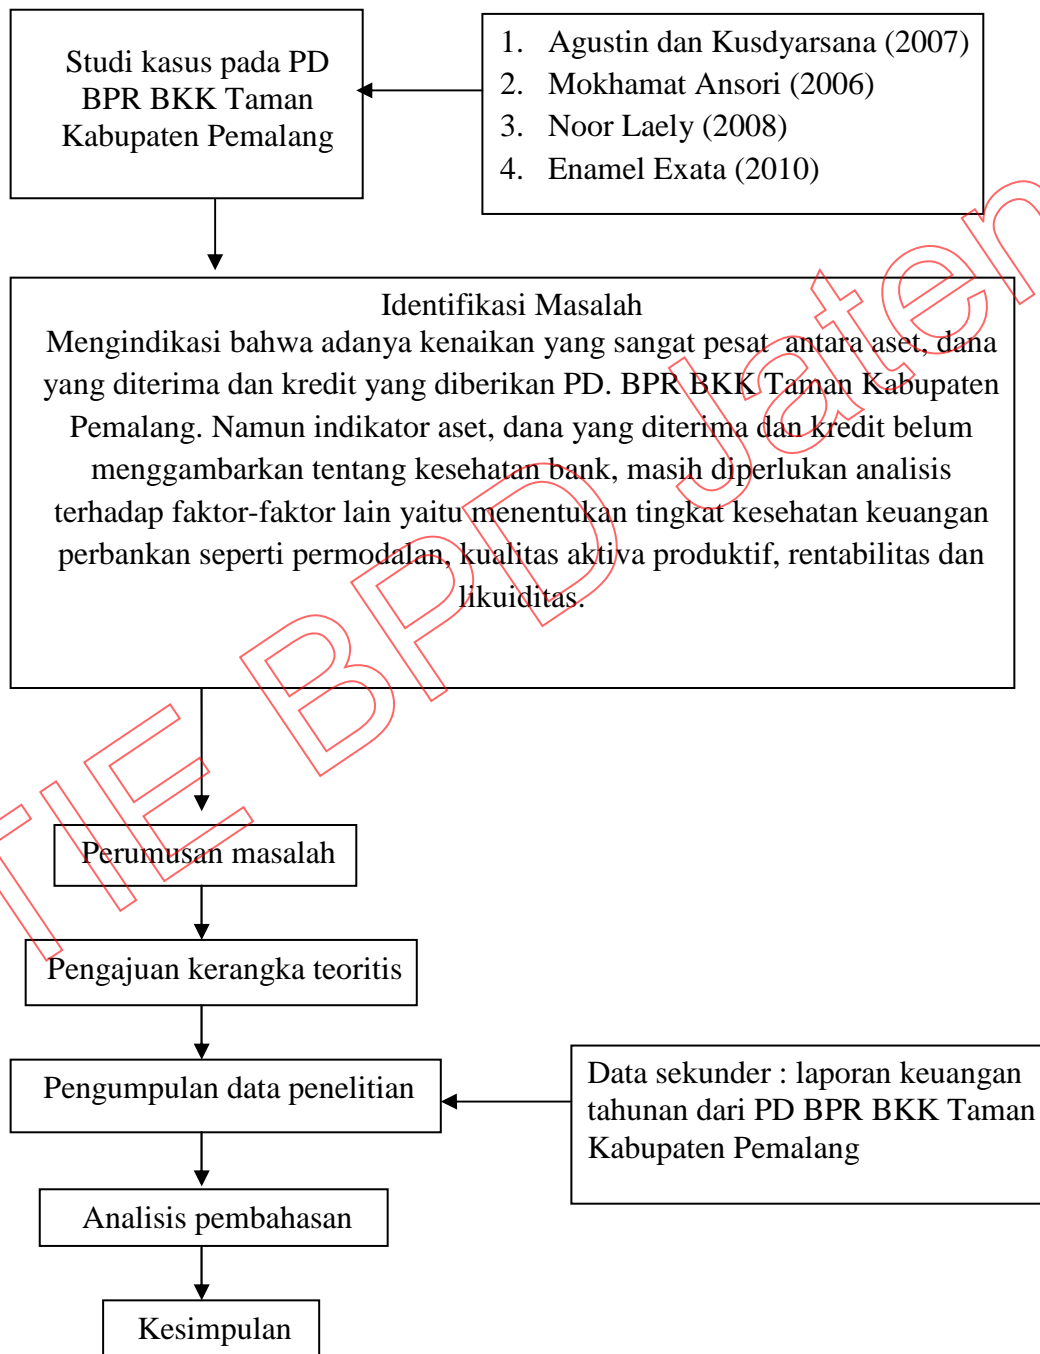 Studi kasus pada PD
BPR BKK Taman
Kabupaten Pemalang
1. Agustin dan Kusdyarsana (2007)
2. Mokhamat Ansori (2006)
3. Noor Laely (2008)
4. Enamel Exata (2010)
Identifikasi Masalah
Mengindikasi bahwa adanya kenaikan yang sangat pesat antara aset, dana
yang diterima dan kredit yang diberikan PD. BPR BKK Taman Kabupaten
Pemalang. Namun indikator aset, dana yang diterima dan kredit belum
menggambarkan tentang kesehatan bank, masih diperlukan analisis
terhadap faktor-faktor lain yaitu menentukan tingkat kesehatan keuangan
perbankan seperti permodalan, kualitas aktiva produktif, rentabilitas dan
likuiditas.
Perumusan masalah
Pengajuan kerangka teoritis
Pengumpulan data penelitian
Data sekunder : laporan keuangan
tahunan dari PD BPR BKK Taman
Kabupaten Pemalang
Analisis pembahasan
Kesimpulan
TIE BPD Jaten